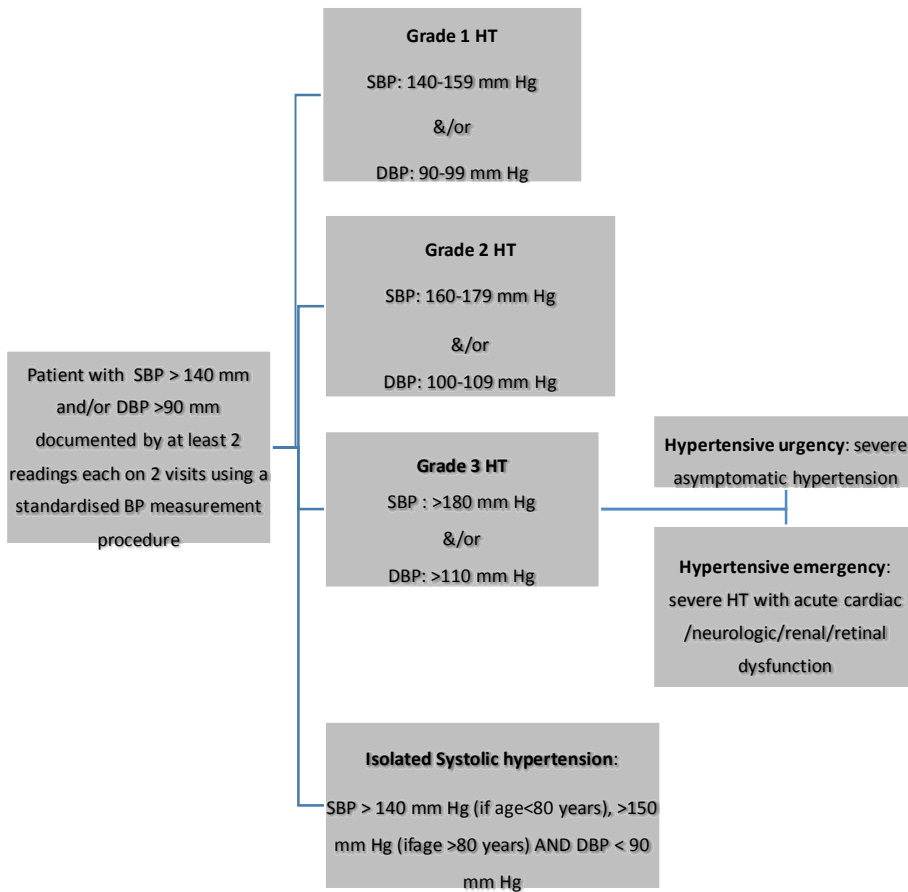 Grade 1 HT
SBP: 140-159 mm Hg
&/or
DBP: 90-99 mm Hg
Grade 2 HT
SBP: 160-179 mm Hg
&/or
DBP: 100-109 mm Hg
Patient with SBP > 140 mm
and/or DBP >90 mm
documented by at least 2
readings each on 2 visits using a
standardised BP measurement
procedure
Grade 3 HT
SBP : >180 mm Hg
&/or
DBP: >110 mm Hg
Hypertensive urgency: severe
asymptomatic hypertension
Hypertensive emergency:
severe HT with acute cardiac
/neurologic/renal/retinal
dysfunction
Isolated Systolic hypertension:
SBP > 140 mm Hg (if age<80 years), >150
mm Hg (ifage >80 years) AND DBP < 90
mm Hg